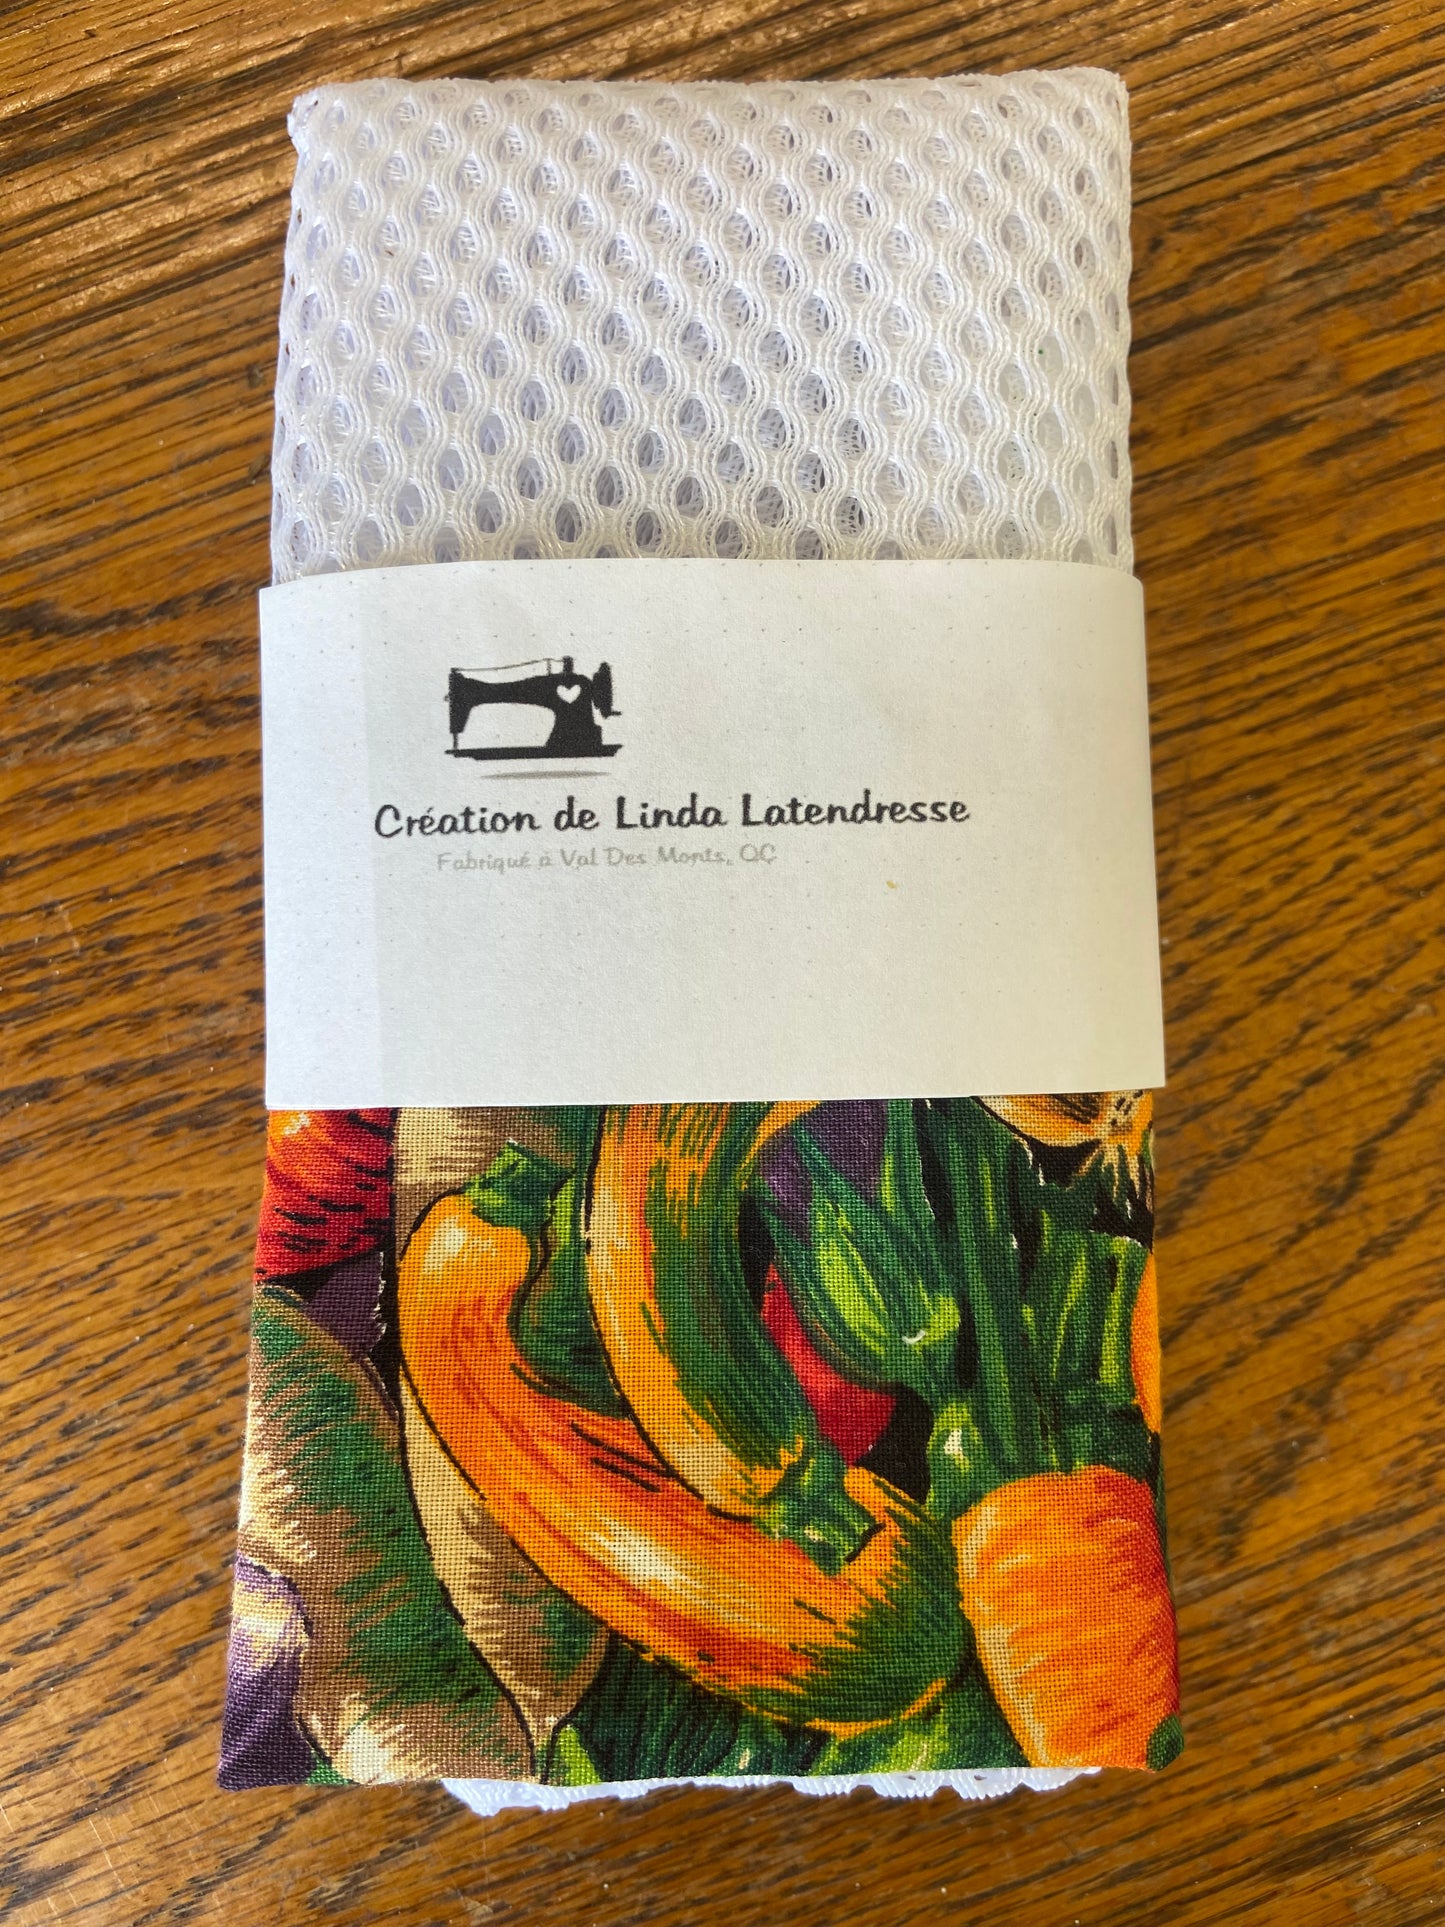 Création de Linda Latendresse
Fabriqué à Val Des Monts, QC